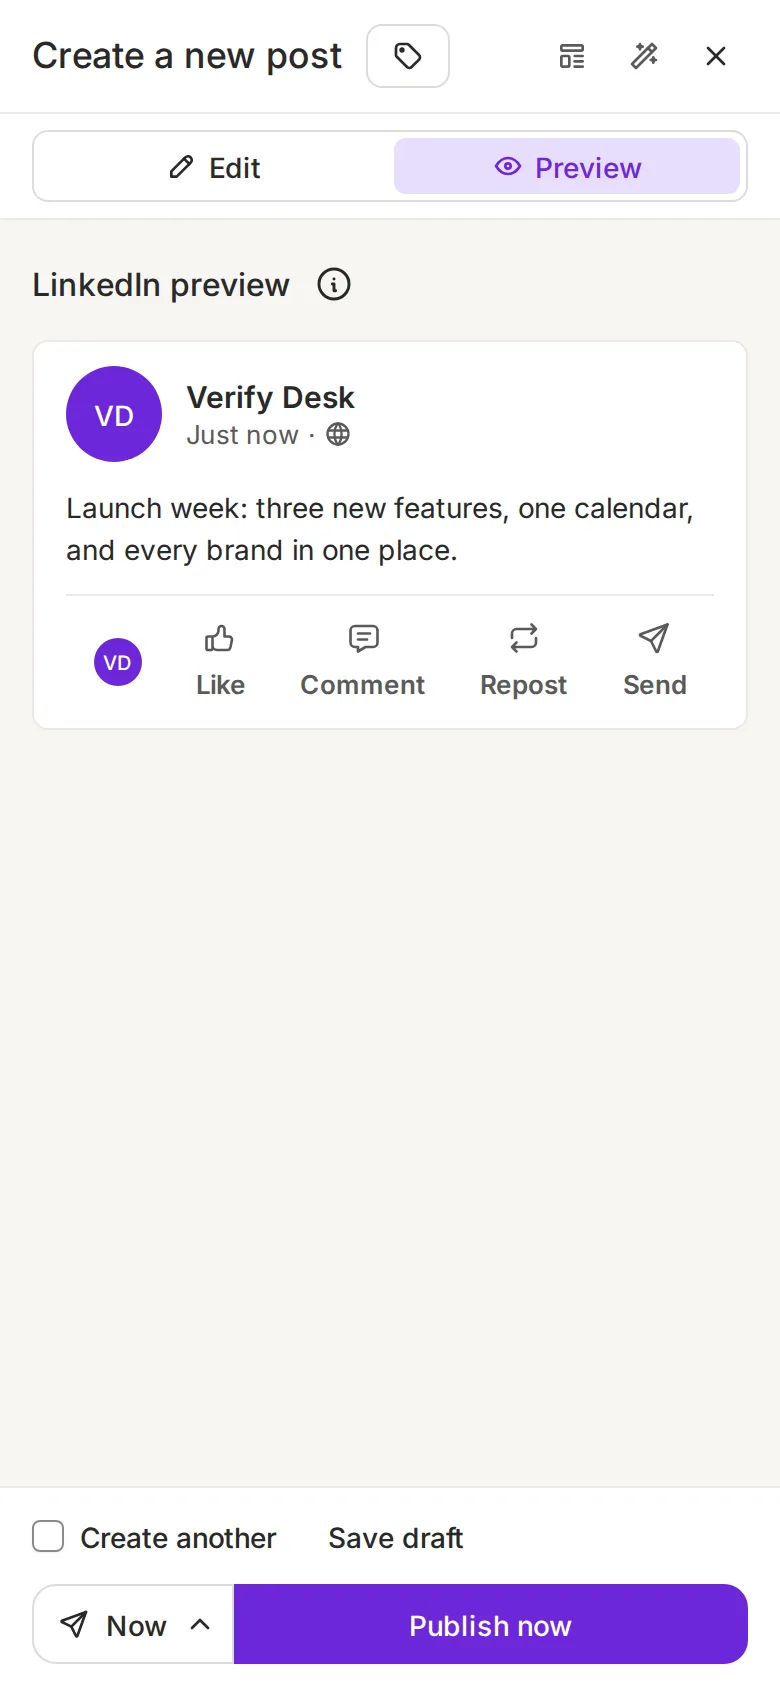 Create a new post
Edit
Preview
LinkedIn preview
VD
Verify Desk
Just now ·
Launch week: three new features, one calendar,
and every brand in one place.
VD
Like
Comment
Repost
Send
Create another
Save draft
Now
Publish now